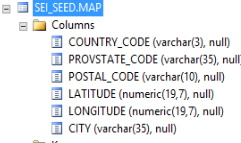 SEI_SEED.MAP
Columns
COUNTRY_CODE (varchar(3), null)
PROVSTATE_CODE (varchar(35), null)
POSTAL_CODE (varchar(10), null)
LATITUDE (numeric(19,7), null)
LONGITUDE (numeric(19,7), null)
CITY (varchar(35), null)